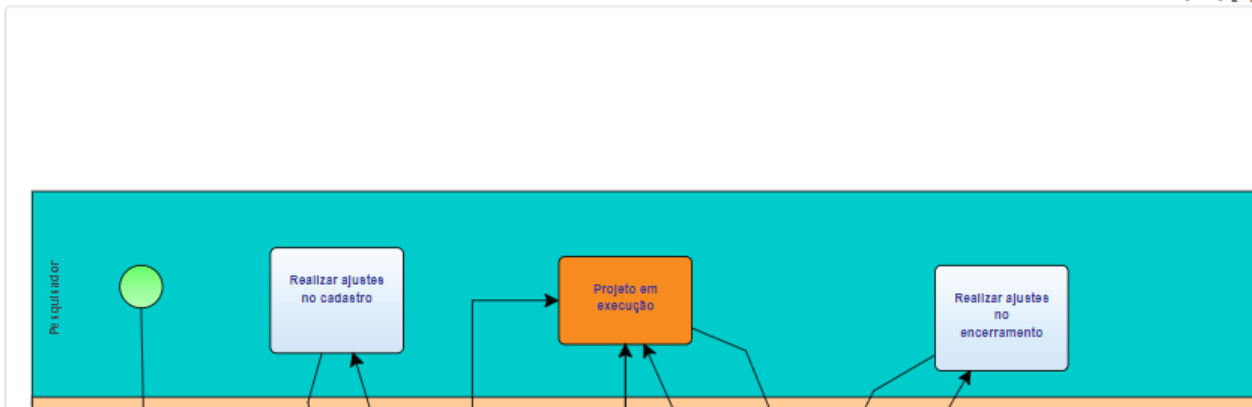 Pesquisador
Realizar ajustes
no cadastro
Projeto em
execução
Realizar ajustes
no
encerramento